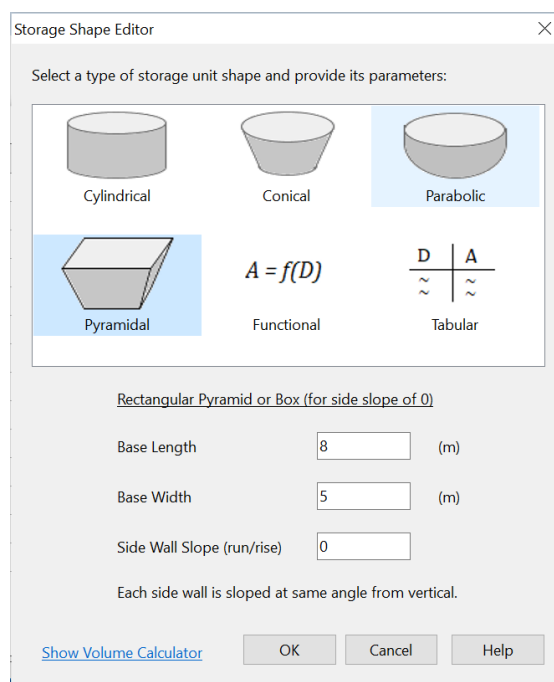 Storage Shape Editor
Select a type of storage unit shape and provide its parameters:
Cylindrical
Conical
Parabolic
A = f(D)
D A
~ ~
~ ~
Pyramidal
Functional
Tabular
Rectangular Pyramid or Box (for side slope of 0)
Base Length 8 (m)
Base Width 5 (m)
Side Wall Slope (run/rise) 0
Each side wall is sloped at same angle from vertical.
Show Volume Calculator OK Cancel Help